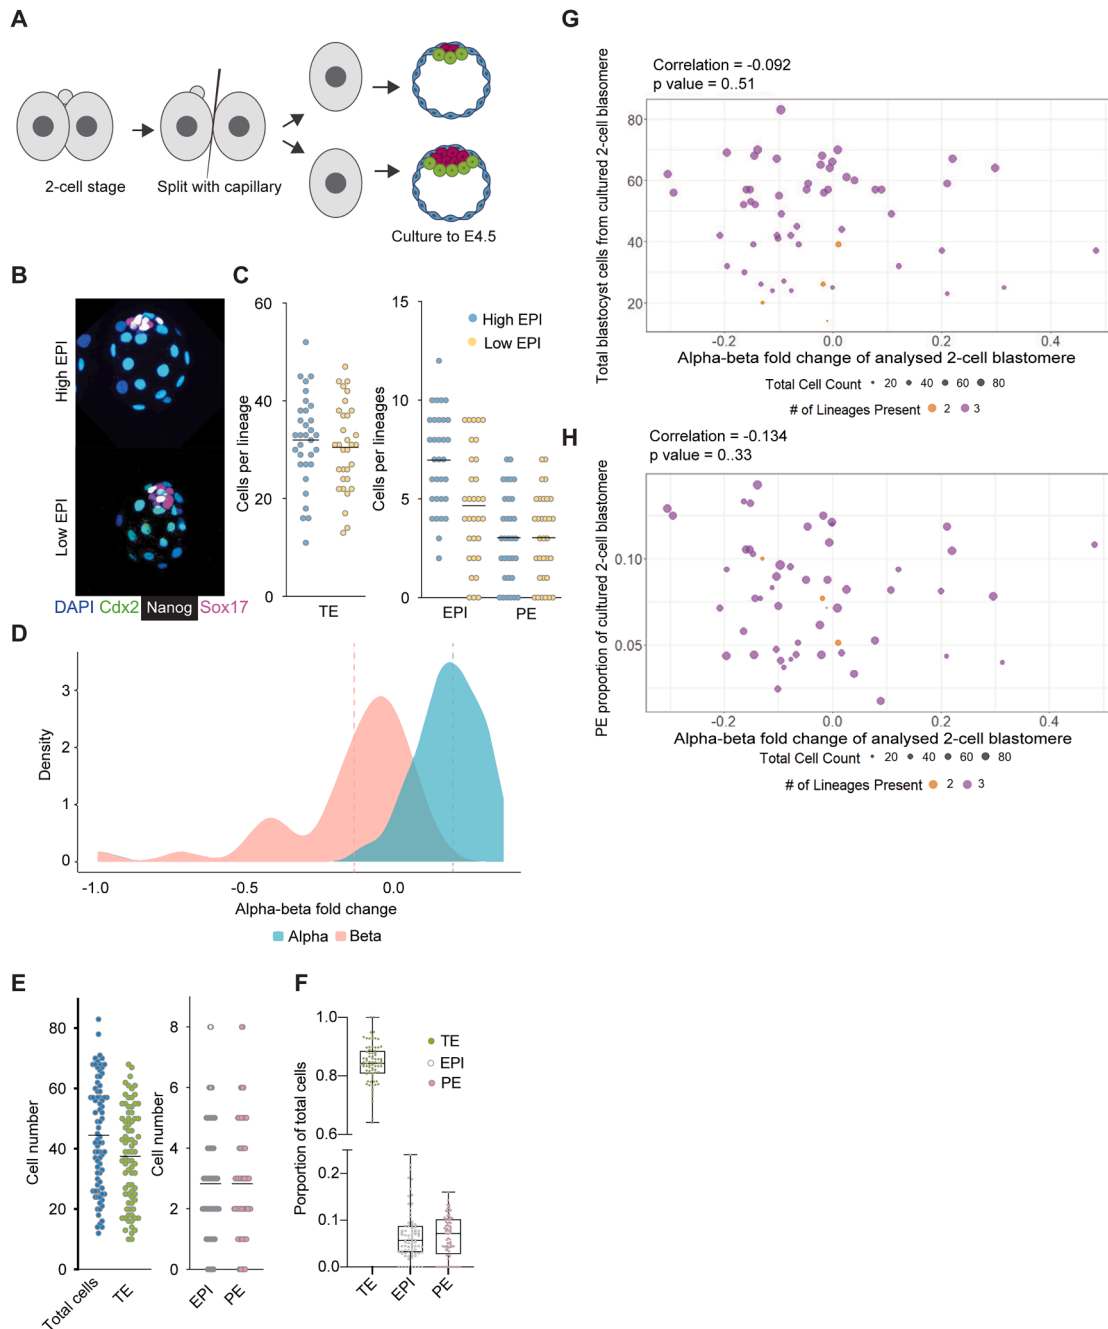 A
2-cell stage
Split with capillary
Culture to E4.5
B
High EPI
Low EPI
DAPI Cdx2 Nanog Sox17
C
Cells per lineage
60
40
20
0
TE
Cells per lineages
15
10
5
0
EPI
PE
High EPI
Low EPI
D
Density
3
2
1
0
-1.0
-0.5
0.0
Alpha-beta fold change
Alpha
Beta
E
Cell number
80
60
40
20
0
Total cells
TE
Cell number
8
6
4
2
0
EPI
PE
F
Porportion of total cells
1.0
0.8
0.6
0.2
0.1
0.0
TE
EPI
PE
TE
EPI
PE
G
Correlation = -0.092
p value = 0..51
Total blastocyst cells from cultured 2-cell blasomere
80
60
40
20
-0.2
0.0
0.2
0.4
Alpha-beta fold change of analysed 2-cell blastomere
Total Cell Count 20 40 60 80
# of Lineages Present 2 3
H
Correlation = -0.134
p value = 0..33
PE proportion of cultured 2-cell blastomere
0.10
0.05
-0.2
0.0
0.2
0.4
Alpha-beta fold change of analysed 2-cell blastomere
Total Cell Count 20 40 60 80
# of Lineages Present 2 3